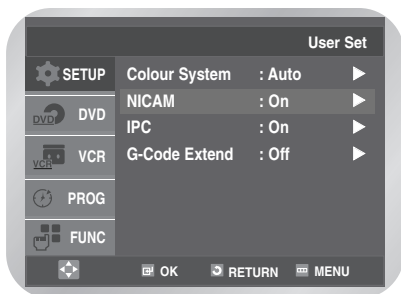 User Set
SETUP
DVD
DVD
VCR
VCR
PROG
FUNC
Colour System : Auto
NICAM : On
IPC : On
G-Code Extend : Off
OK RETURN MENU